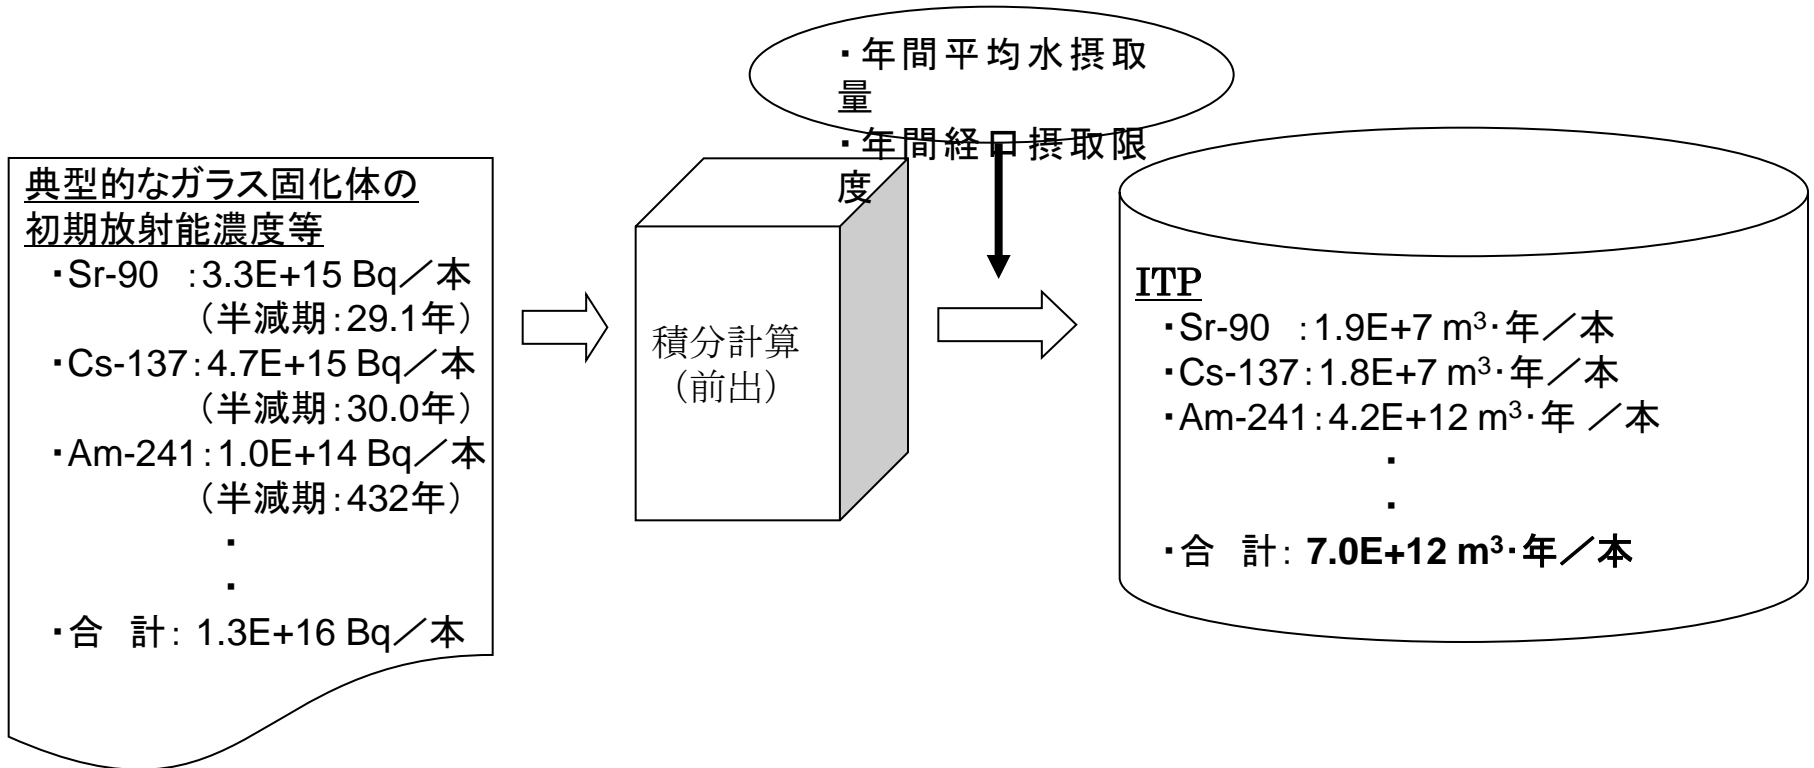 ・年間平均水摂取
量
・年間経口摂取限
度
典型的なガラス固化体の
初期放射能濃度等
・Sr-90 :3.3E+15 Bq/本
(半減期:29.1年)
・Cs-137:4.7E+15 Bq/本
(半減期:30.0年)
・Am-241:1.0E+14 Bq/本
(半減期:432年)
・
・
・合 計: 1.3E+16 Bq/本
積分計算
(前出)
ITP
・Sr-90 :1.9E+7 m³・年/本
・Cs-137:1.8E+7 m³・年/本
・Am-241:4.2E+12 m³・年 /本
・
・
・合 計: 7.0E+12 m³・年/本